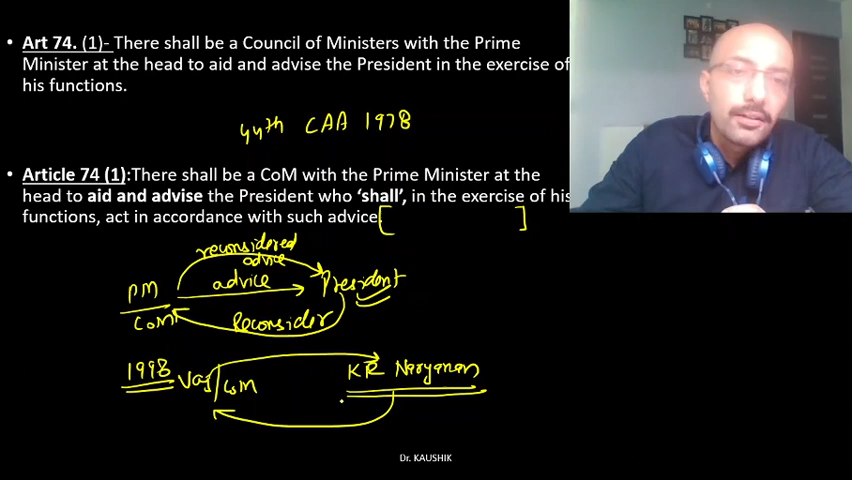 • Art 74. (1)- There shall be a Council of Ministers with the Prime
Minister at the head to aid and advise the President in the exercise of
his functions.
44th CAA 1978
• Article 74 (1):There shall be a CoM with the Prime Minister at the
head to aid and advise the President who ‘shall’, in the exercise of his
functions, act in accordance with such advice [ ]
reconsidered
advice
advice
President
PM
CoM
Reconsider
1998 Vaj/CoM
KR Naryanan
Dr. KAUSHIK